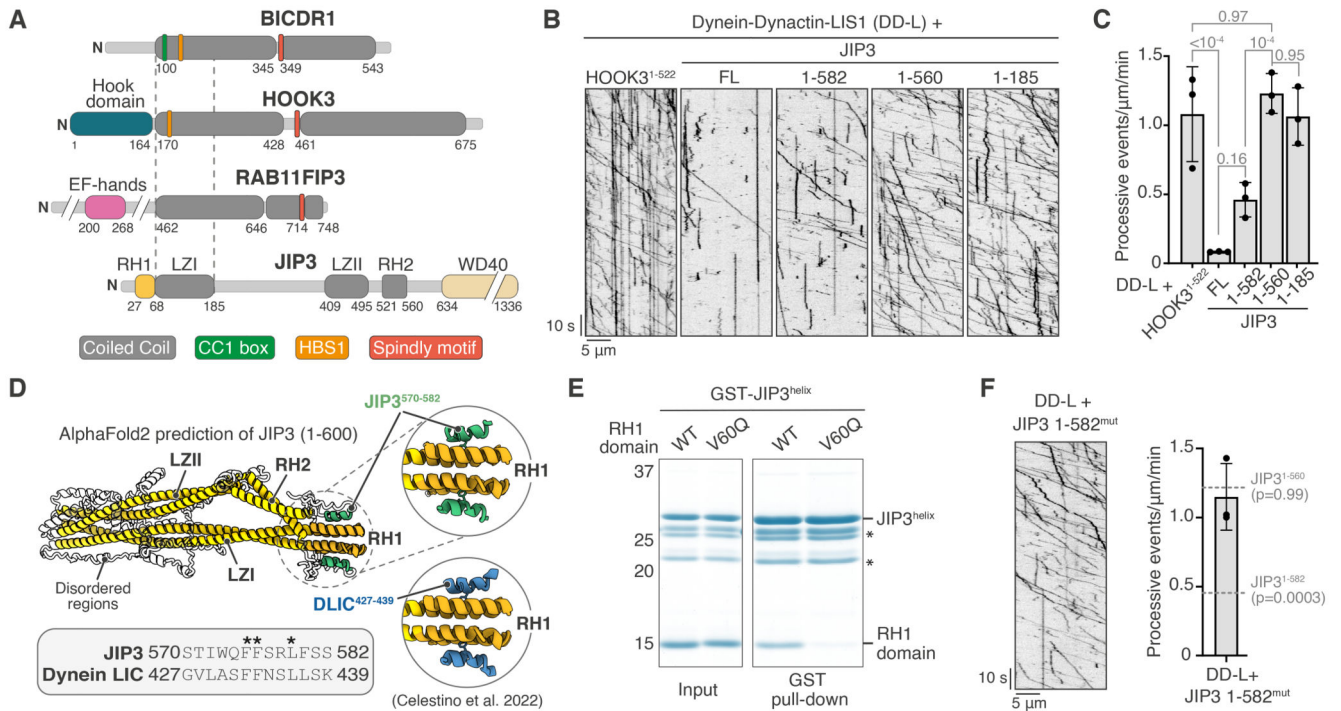 A
BICDR1
N
100 345 349 543
Hook domain
HOOK3
N
1 164 170 428 461 675
EF-hands
RAB11FIP3
N
200 268 462 646 714 748
RH1 LZI JIP3 LZII RH2 WD40
N
27 68 185 409 495 521 560 634 1336
Coiled Coil CC1 box HBS1 Spindly motif
B
Dynein-Dynactin-LIS1 (DD-L) +
JIP3
HOOK3¹⁻⁵²² FL 1-582 1-560 1-185
10 s
5 µm
C
0.97
<10⁻⁴ 10⁻⁴ 0.95
0.16
Processive events/µm/min
1.5
1.0
0.5
0.0
DD-L +
HOOK3¹⁻⁵²² FL 1-582 1-560 1-185
JIP3
D
JIP3⁵⁷⁰⁻⁵⁸²
AlphaFold2 prediction of JIP3 (1-600)
LZII
RH2
RH1
RH1
LZI
Disordered regions
DLIC⁴²⁷⁻⁴³⁹
RH1
** *
JIP3 570 STIWQFFSRLFSS 582
Dynein LIC 427 GVLASFFNSLLSK 439
(Celestino et al. 2022)
E
GST-JIP3ʰᵉˡⁱˣ
RH1 domain
WT V60Q WT V60Q
37
25
20
15
JIP3ʰᵉˡⁱˣ
*
*
RH1 domain
Input
GST pull-down
F
DD-L +
JIP3 1-582ᵐᵘᵗ
10 s
5 µm
Processive events/µm/min
1.5
1.0
0.5
0.0
JIP3¹⁻⁵⁶⁰
(p=0.99)
JIP3¹⁻⁵⁸²
(p=0.0003)
DD-L+
JIP3 1-582ᵐᵘᵗ